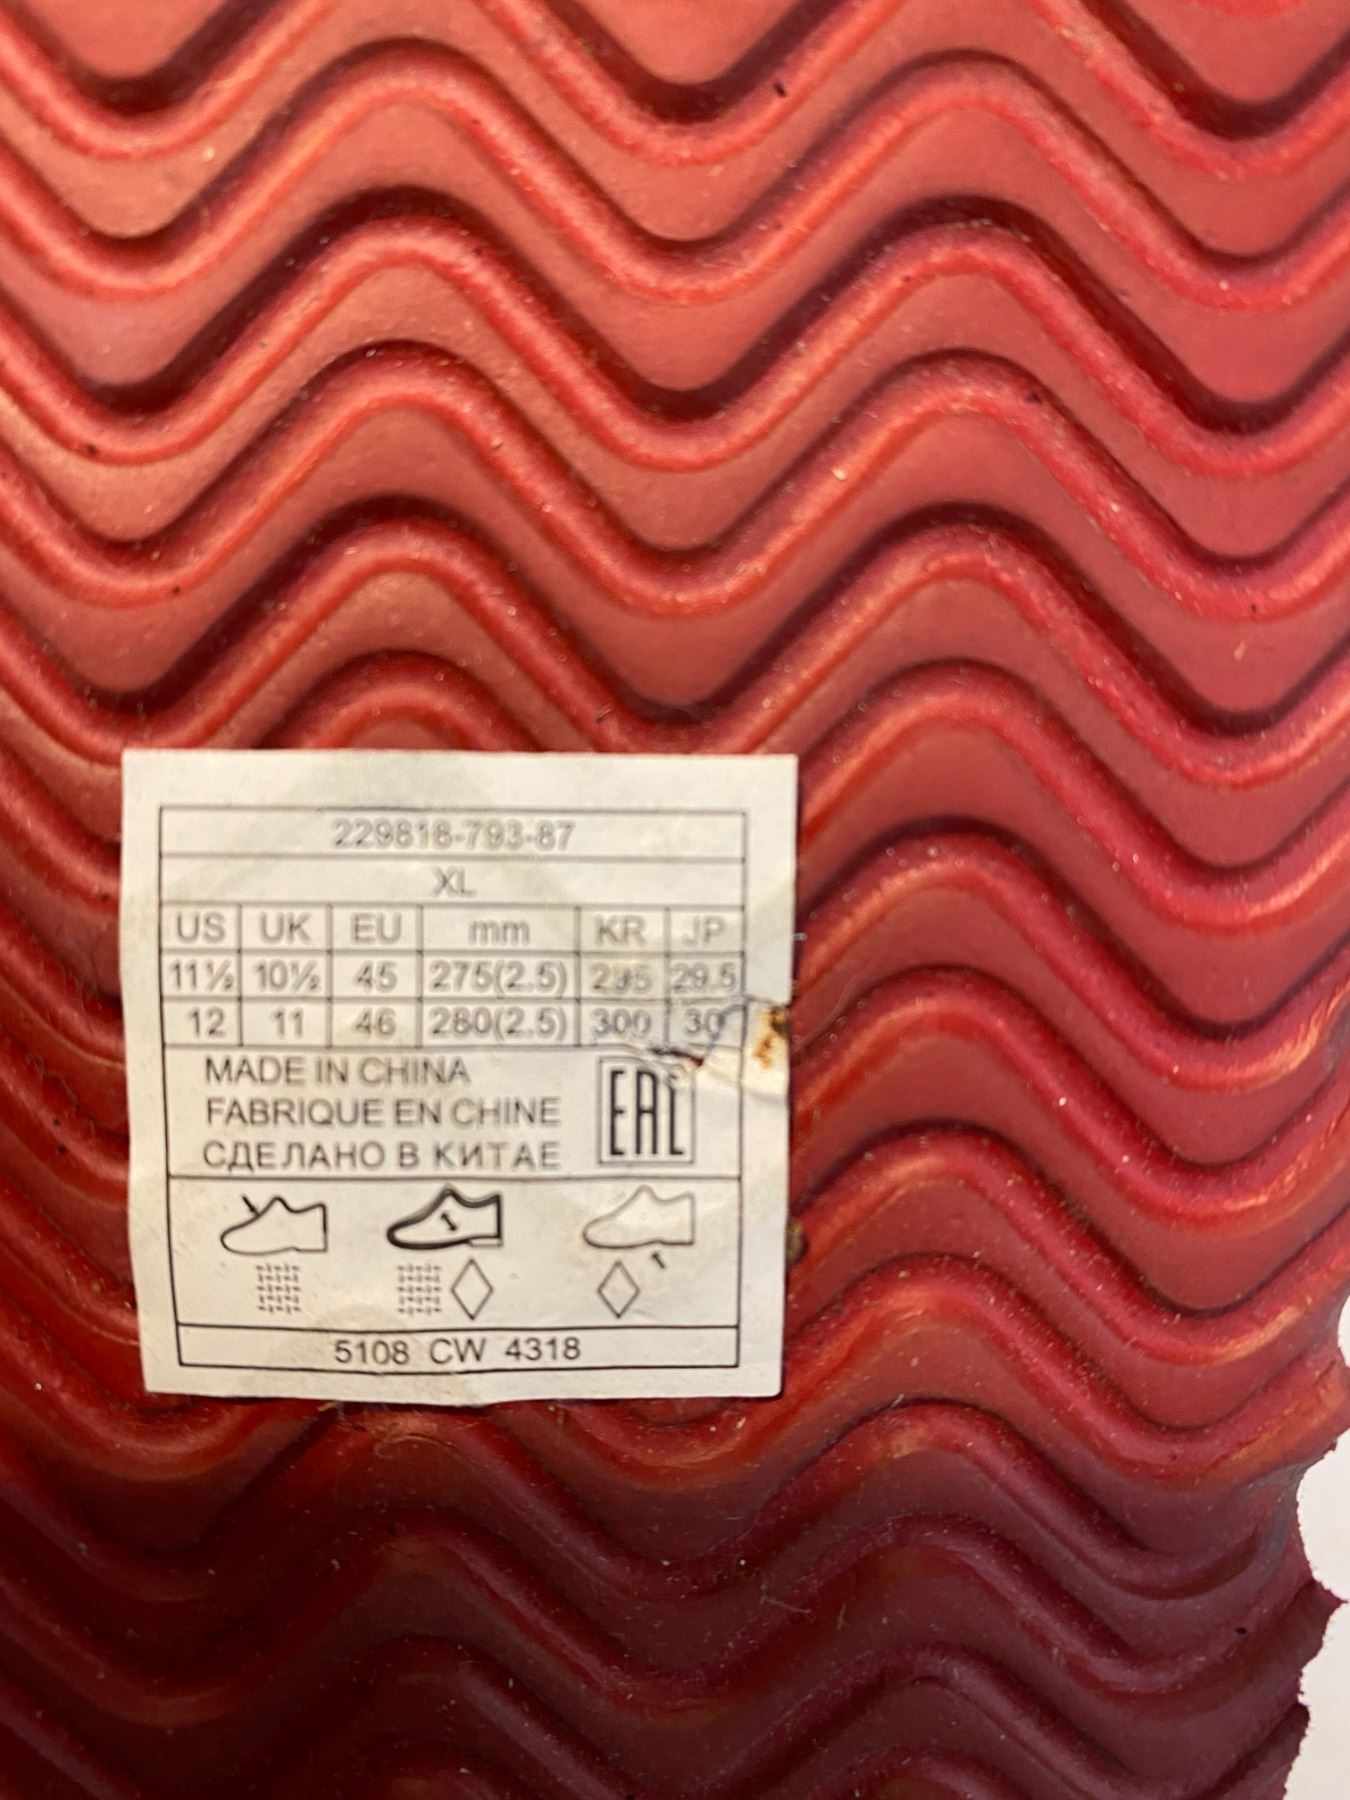 229818-793-87
XL
US UK EU mm KR JP
11½ 10½ 45 275(2.5) 295 29.5
12 11 46 280(2.5) 300 30
MADE IN CHINA
FABRIQUE EN CHINE
СДЕЛАНО В КИТАЕ
EAC
5108 CW 4318